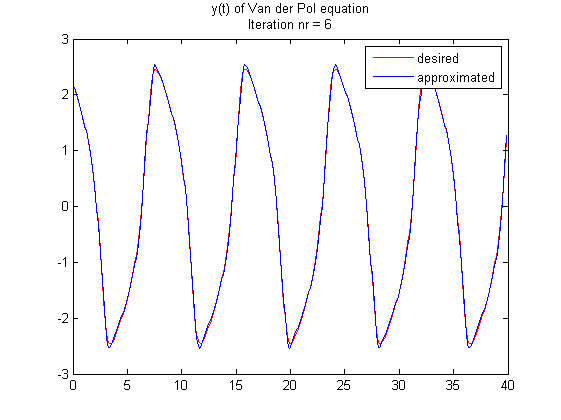 y(t) of Van der Pol equation
Iteration nr = 6
desired
approximated
3
2
1
0
-1
-2
-3
0 5 10 15 20 25 30 35 40